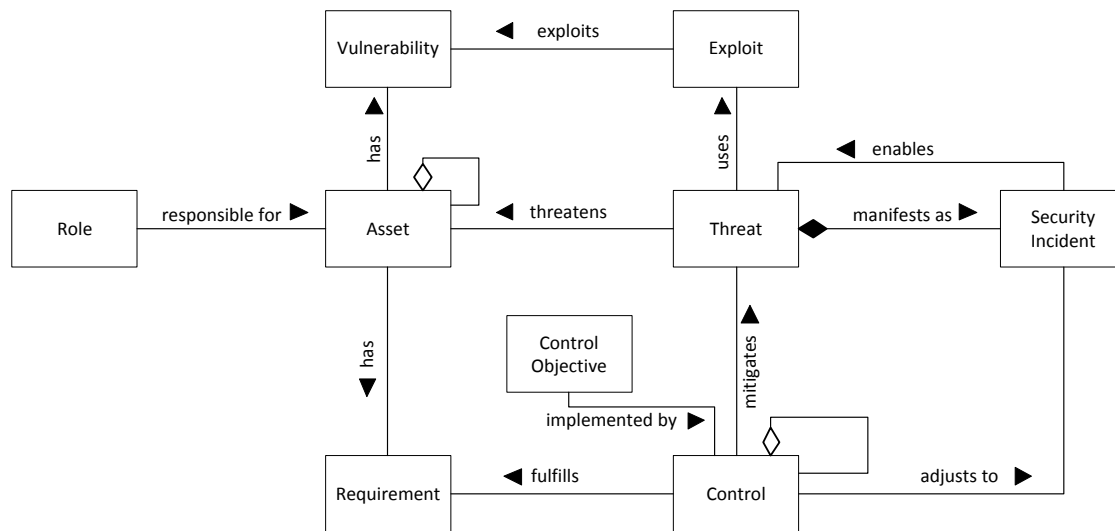 Vulnerability
exploits
Exploit
has
uses
enables
Role
responsible for
Asset
threatens
Threat
manifests as
Security
Incident
has
Control
Objective
mitigates
implemented by
Requirement
fulfills
Control
adjusts to